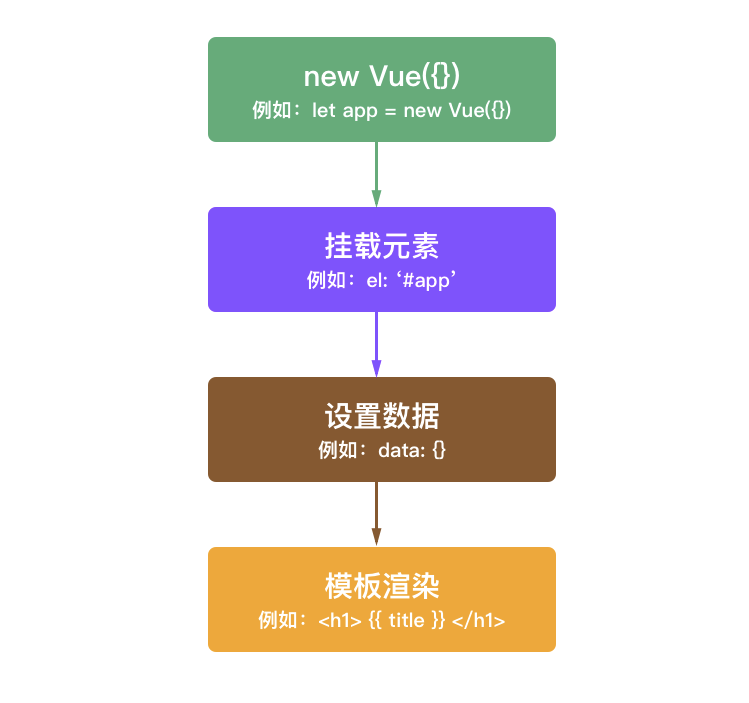 new Vue({})
例如：let app = new Vue({})
挂载元素
例如：el: ‘#app’
设置数据
例如：data: {}
模板渲染
例如：<h1> {{ title }} </h1>